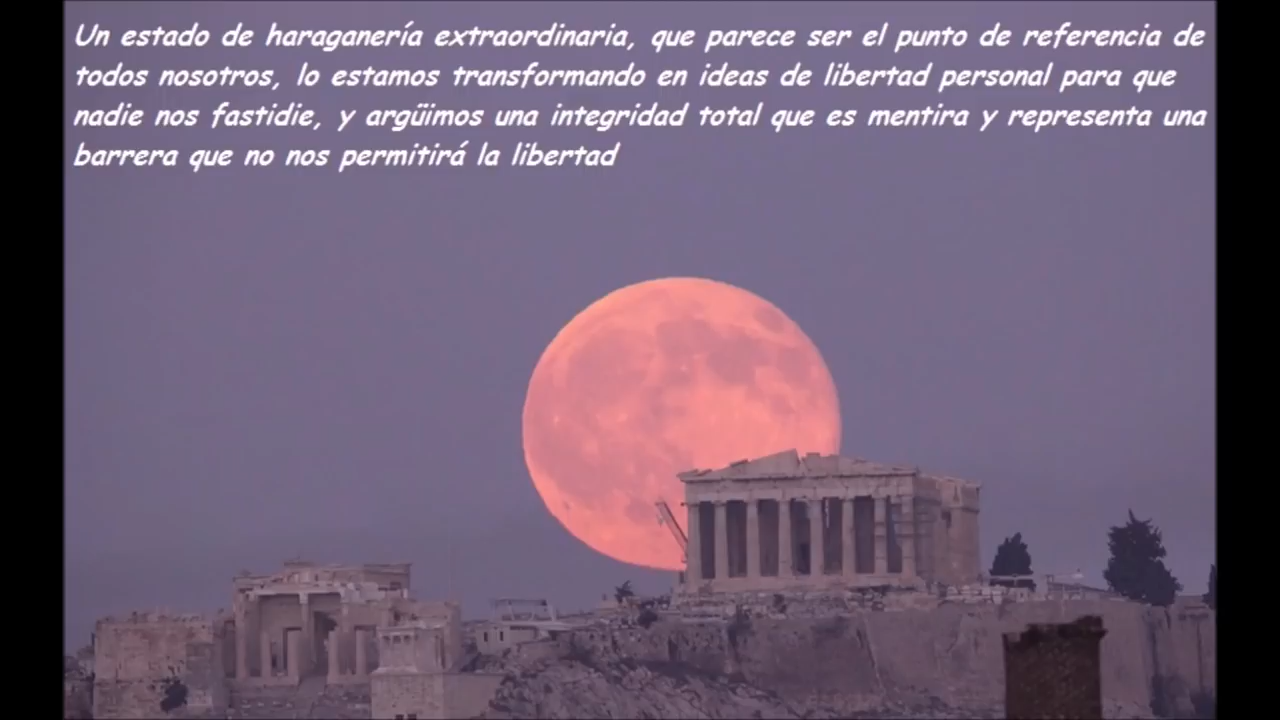 Un estado de haraganería extraordinaria, que parece ser el punto de referencia de
todos nosotros, lo estamos transformando en ideas de libertad personal para que
nadie nos fastidie, y argüimos una integridad total que es mentira y representa una
barrera que no nos permitirá la libertad